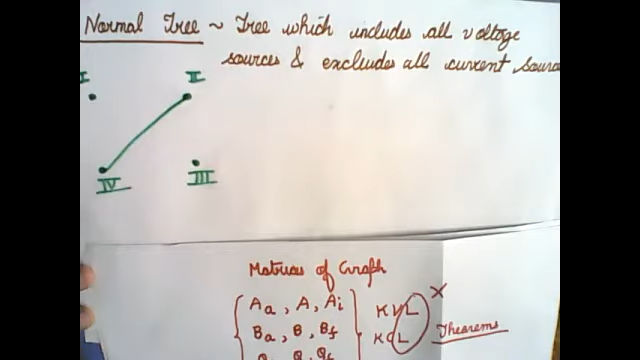 Normal Tree ~ Tree which includes all voltage
sources & excludes all current
I
II
IV
III
Matrices of Graph
Aa, A, Ai
KVL
X
Ba, B, Bf
KCL
Theorems